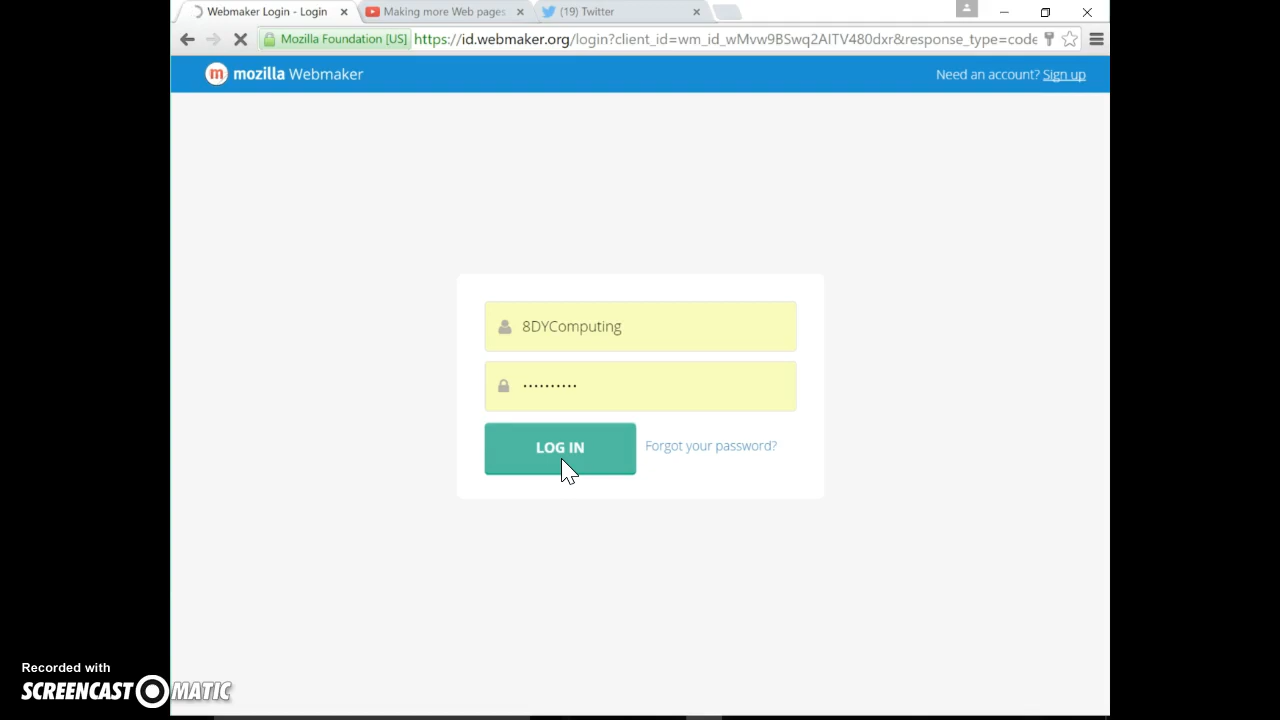 Webmaker Login - Login
Making more Web pages
(19) Twitter
Mozilla Foundation [US]
https://id.webmaker.org/login?client_id=wm_id_wMvw9BSwq2AITV480dxr&response_type=code
m mozilla Webmaker
Need an account? Sign up
8DYComputing
LOG IN
Forgot your password?
Recorded with
SCREENCAST MATIC